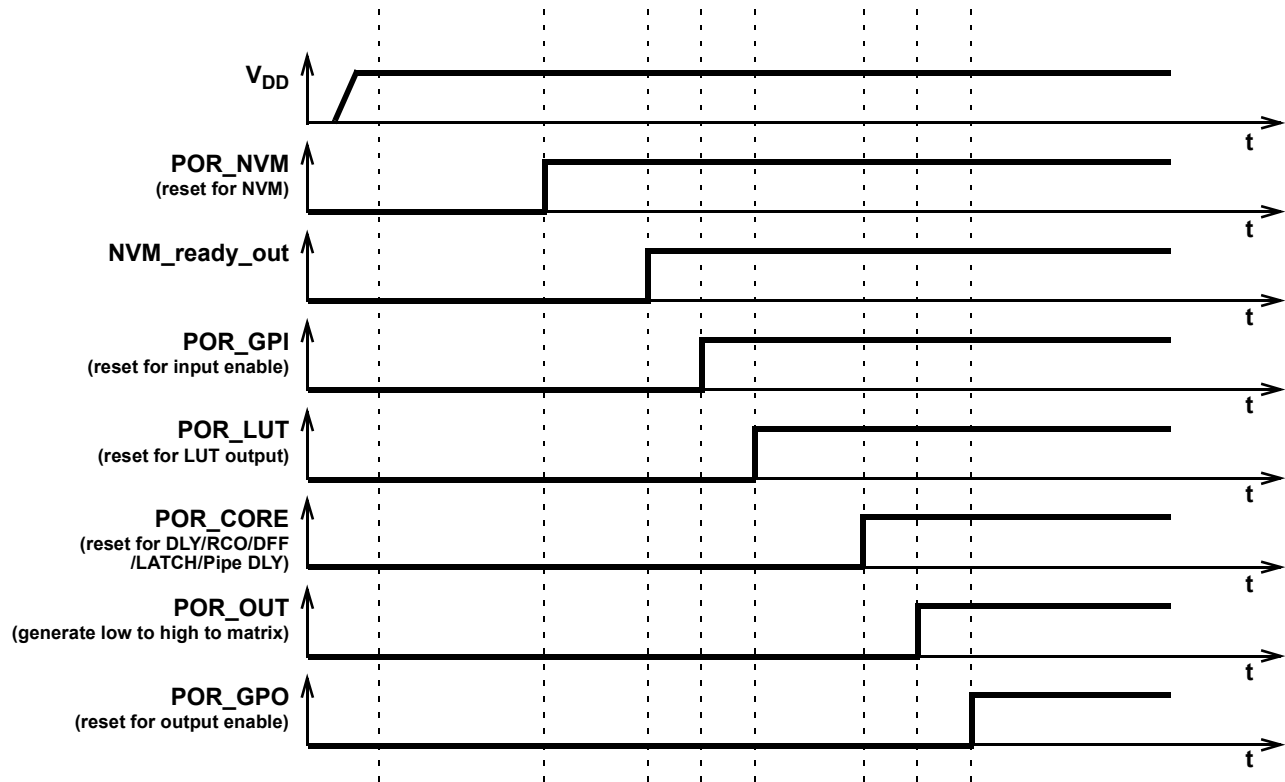 VDD
t
POR_NVM
(reset for NVM)
t
NVM_ready_out
t
POR_GPI
(reset for input enable)
t
POR_LUT
(reset for LUT output)
t
POR_CORE
(reset for DLY/RCO/DFF
/LATCH/Pipe DLY)
t
POR_OUT
(generate low to high to matrix)
t
POR_GPO
(reset for output enable)
t